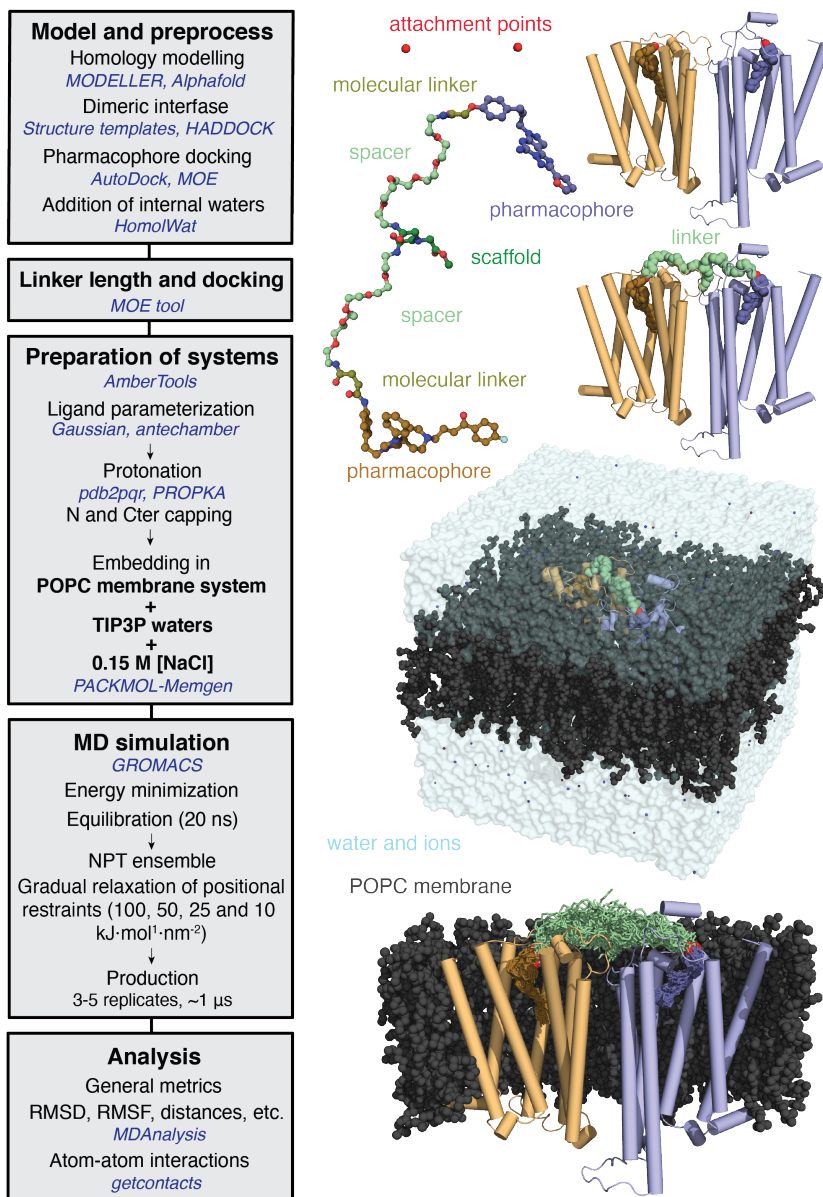 Model and preprocess
Homology modelling
MODELLER, Alphafold
Dimeric interfase
Structure templates, HADDOCK
Pharmacophore docking
AutoDock, MOE
Addition of internal waters
HomolWat
Linker length and docking
MOE tool
Preparation of systems
AmberTools
Ligand parameterization
Gaussian, antechamber
↓
Protonation
pdb2pqr, PROPKA
N and Cter capping
↓
Embedding in
POPC membrane system
+
TIP3P waters
+
0.15 M [NaCl]
PACKMOL-Memgen
MD simulation
GROMACS
Energy minimization
Equilibration (20 ns)
↓
NPT ensemble
Gradual relaxation of positional
restraints (100, 50, 25 and 10
kJ·mol¹·nm⁻²)
↓
Production
3-5 replicates, ~1 µs
Analysis
General metrics
RMSD, RMSF, distances, etc.
MDAnalysis
Atom-atom interactions
getcontacts
attachment points
molecular linker
spacer
pharmacophore
scaffold
spacer
molecular linker
pharmacophore
linker
water and ions
POPC membrane